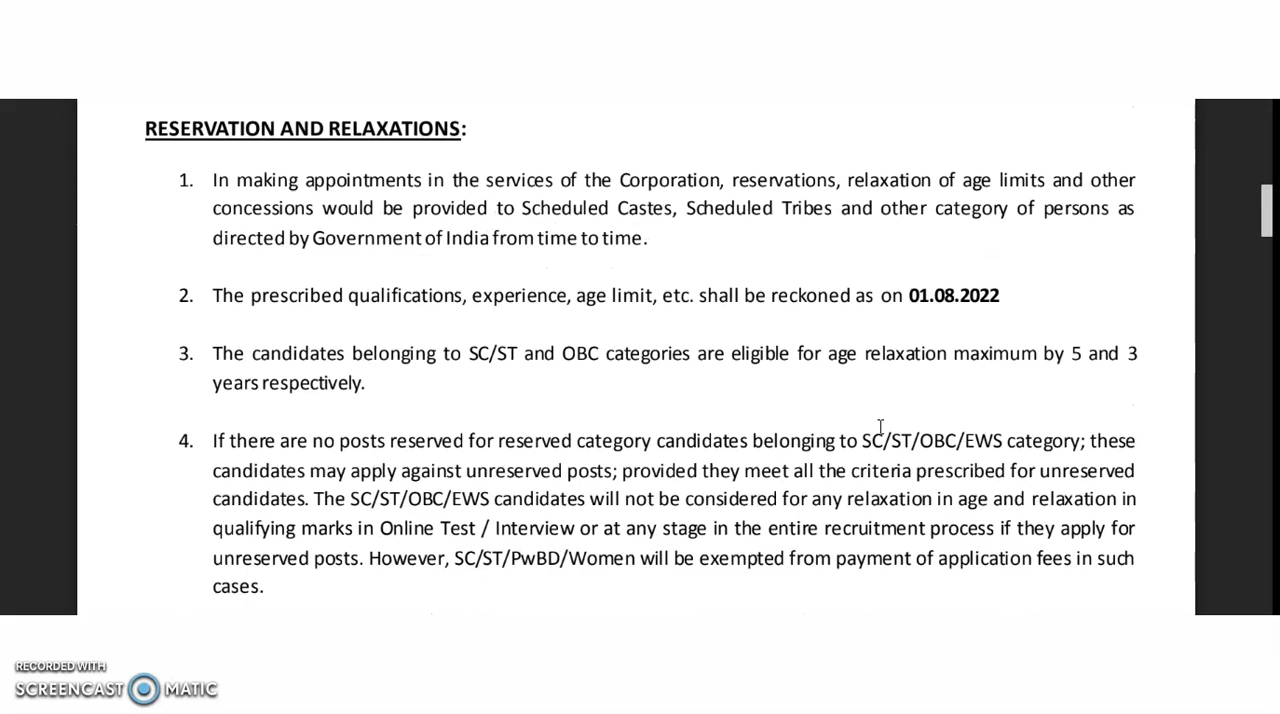 RESERVATION AND RELAXATIONS:
1. In making appointments in the services of the Corporation, reservations, relaxation of age limits and other
concessions would be provided to Scheduled Castes, Scheduled Tribes and other category of persons as
directed by Government of India from time to time.
2. The prescribed qualifications, experience, age limit, etc. shall be reckoned as on 01.08.2022
3. The candidates belonging to SC/ST and OBC categories are eligible for age relaxation maximum by 5 and 3
years respectively.
4. If there are no posts reserved for reserved category candidates belonging to SC/ST/OBC/EWS category; these
candidates may apply against unreserved posts; provided they meet all the criteria prescribed for unreserved
candidates. The SC/ST/OBC/EWS candidates will not be considered for any relaxation in age and relaxation in
qualifying marks in Online Test / Interview or at any stage in the entire recruitment process if they apply for
unreserved posts. However, SC/ST/PwBD/Women will be exempted from payment of application fees in such
cases.
RECORDED WITH
SCREENCAST MATIC